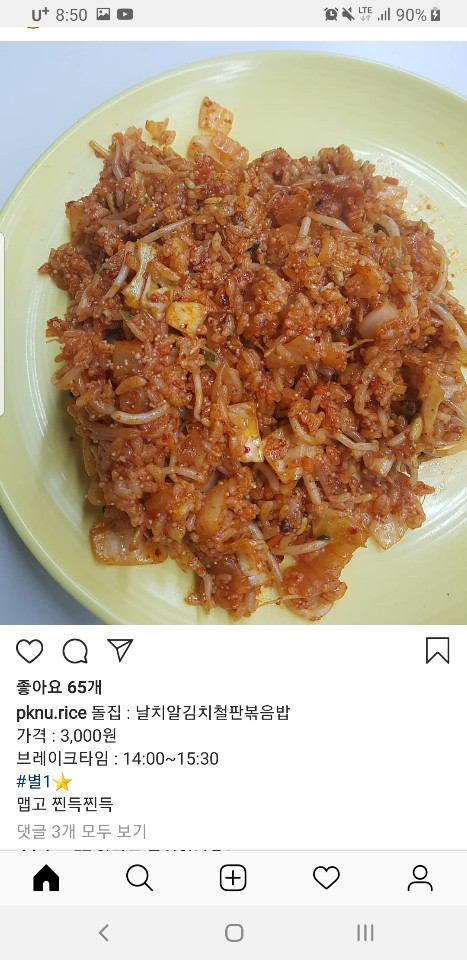 U+ 8:50 LTE 90%
좋아요 65개
pknu.rice 돌집 : 날치알김치철판볶음밥
가격 : 3,000원
브레이크타임 : 14:00~15:30
#별1⭐
맵고 찐득찐득
댓글 3개 모두 보기